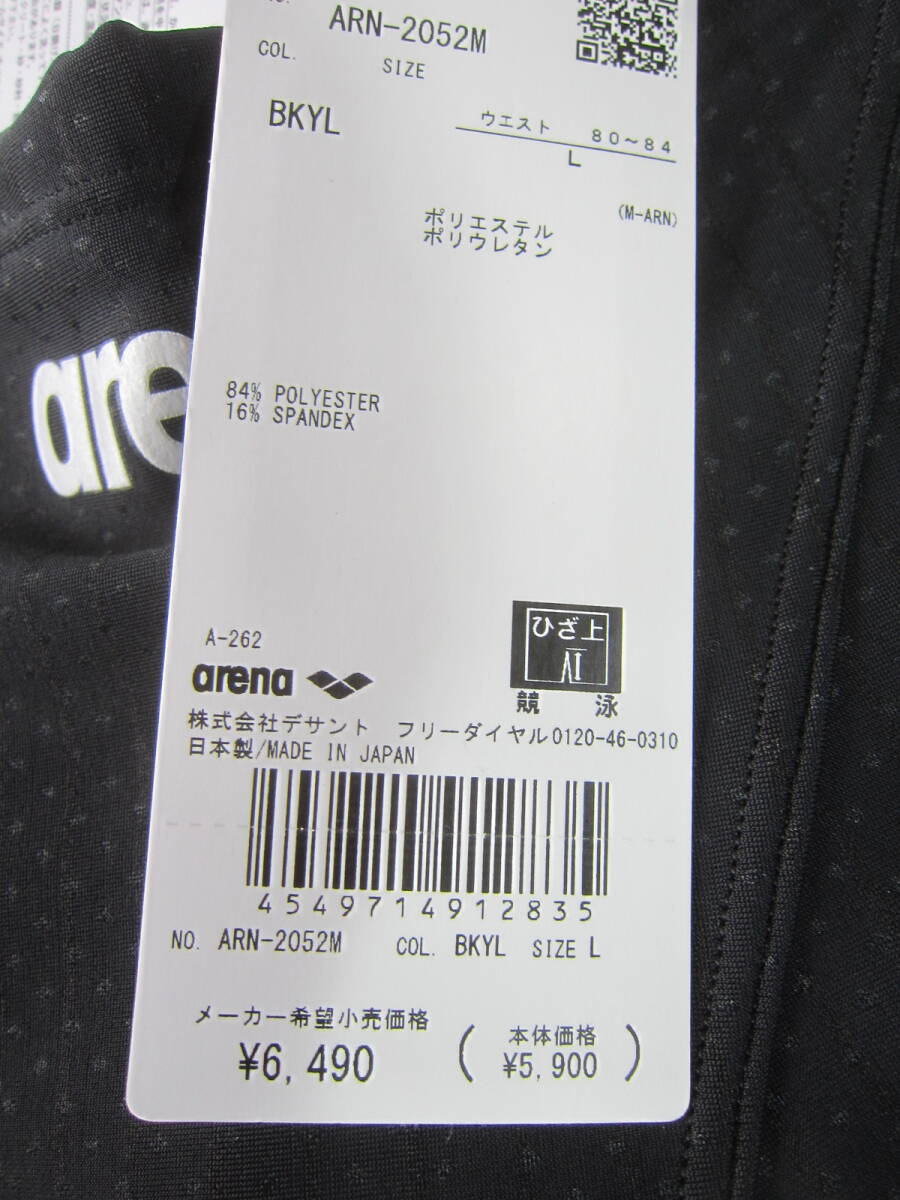 NO.
ARN-2052M
COL.
SIZE
BKYL
ウエスト 80~84
L
(M-ARN)
ポリエステル
ポリウレタン
84% POLYESTER
16% SPANDEX
are
A-262
arena
ひざ上
競 泳
株式会社デサント フリーダイヤル0120-46-0310
日本製/MADE IN JAPAN
4549714912835
NO. ARN-2052M COL. BKYL SIZE L
メーカー希望小売価格
¥6,490
(本体価格
¥5,900)